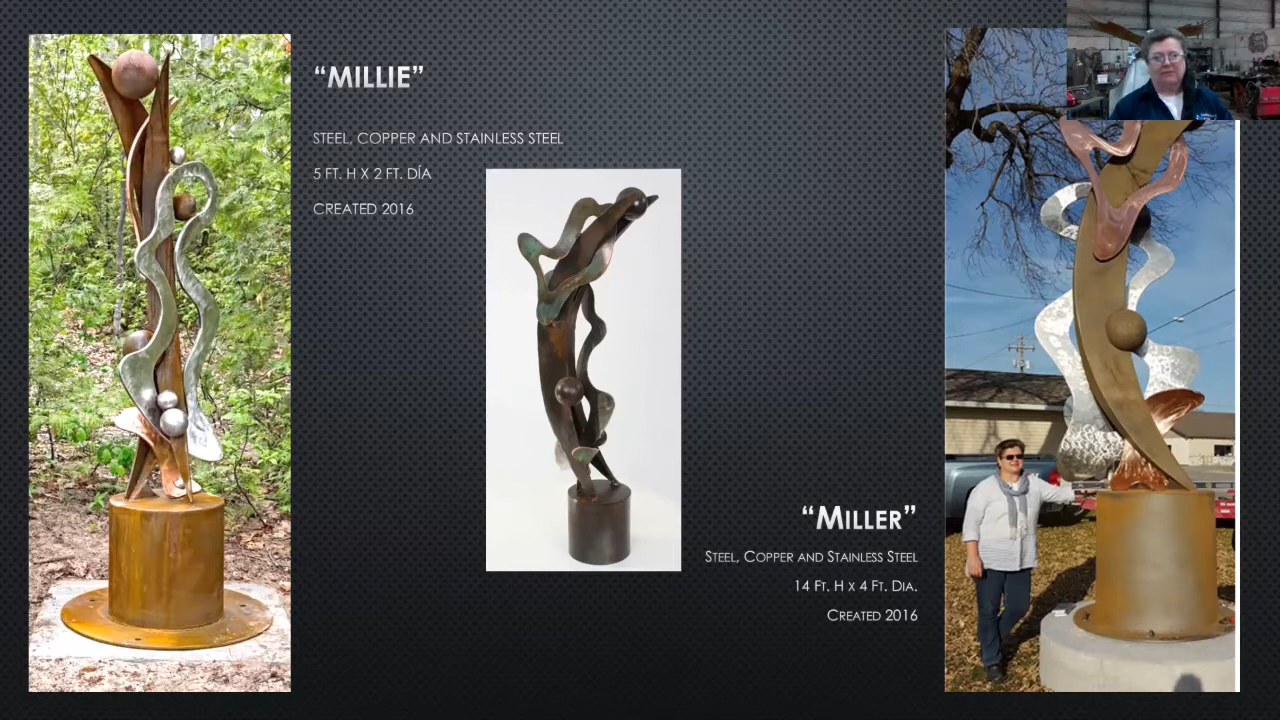 “MILLIE”
STEEL, COPPER AND STAINLESS STEEL
5 FT. H X 2 FT. DÍA
CREATED 2016
“MILLER”
STEEL, COPPER AND STAINLESS STEEL
14 FT. H X 4 FT. DIA.
CREATED 2016